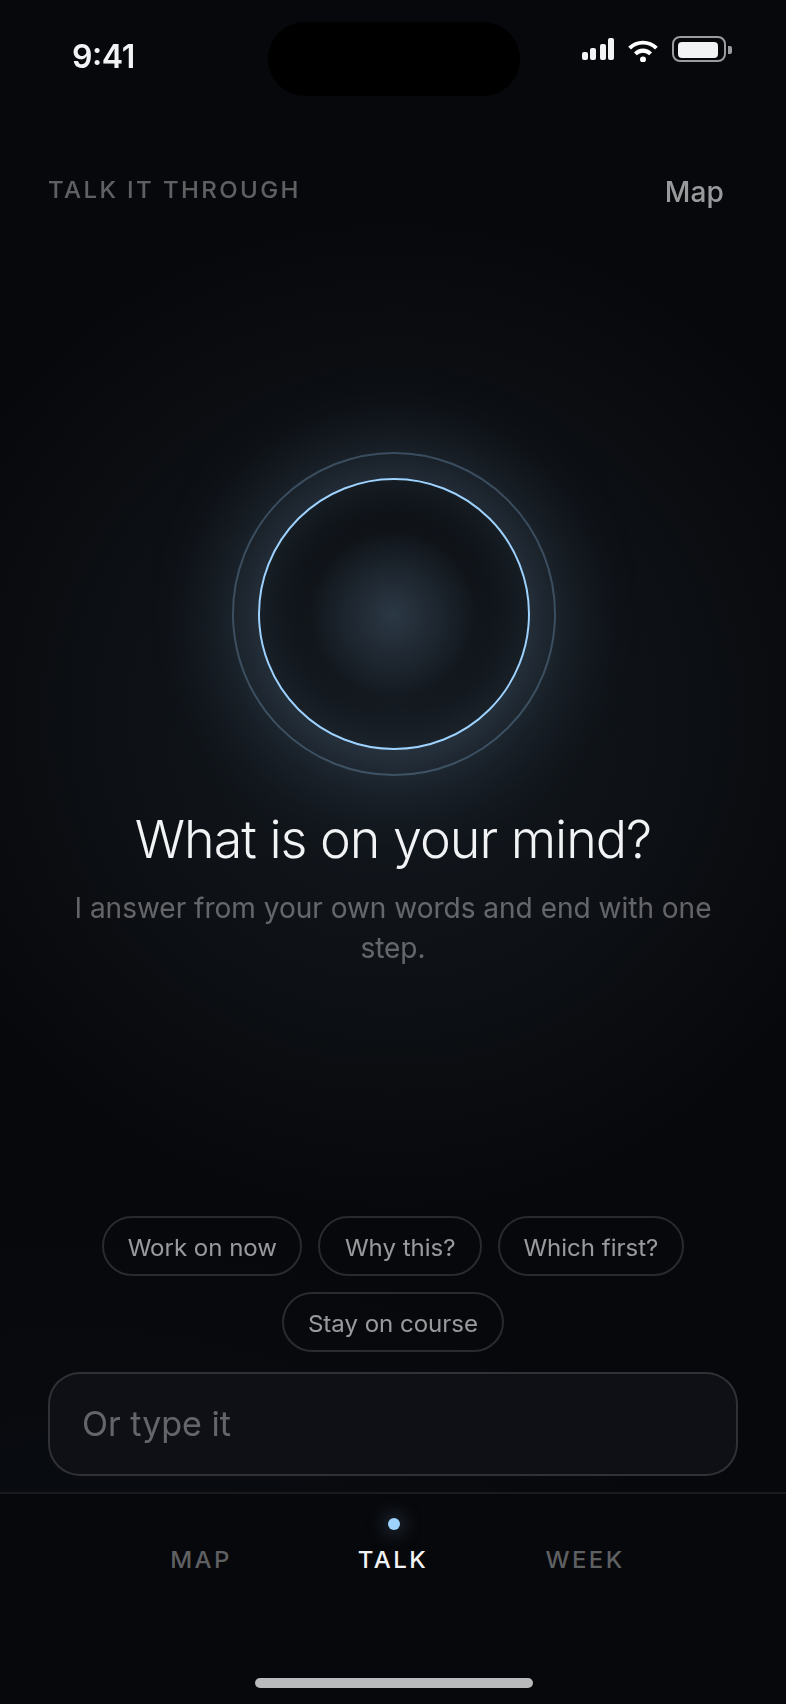 9:41
TALK IT THROUGH
Map
What is on your mind?
I answer from your own words and end with one
step.
Work on now
Why this?
Which first?
Stay on course
Or type it
MAP
TALK
WEEK